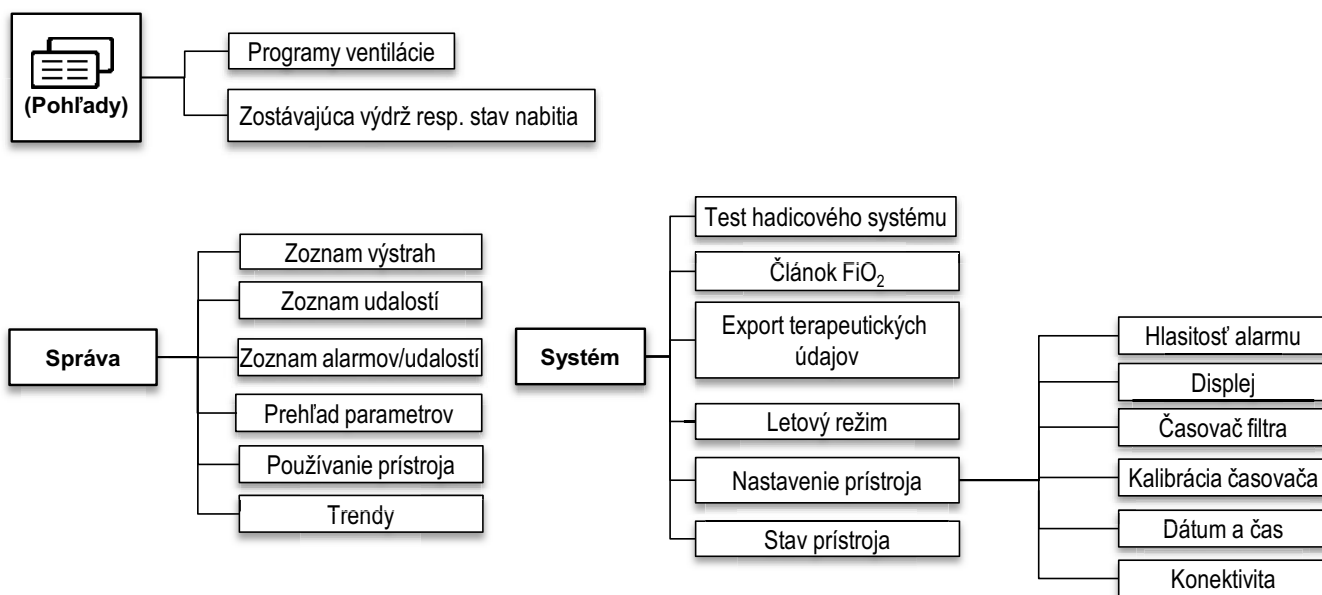 (Pohľady)
Programy ventilácie
Zostávajúca výdrž resp. stav nabitia
Správa
Zoznam výstrah
Zoznam udalostí
Zoznam alarmov/udalostí
Prehľad parametrov
Používanie prístroja
Trendy
Systém
Test hadicového systému
Článok FiO₂
Export terapeutických
údajov
Letový režim
Nastavenie prístroja
Stav prístroja
Hlasitosť alarmu
Displej
Časovač filtra
Kalibrácia časovača
Dátum a čas
Konektivita